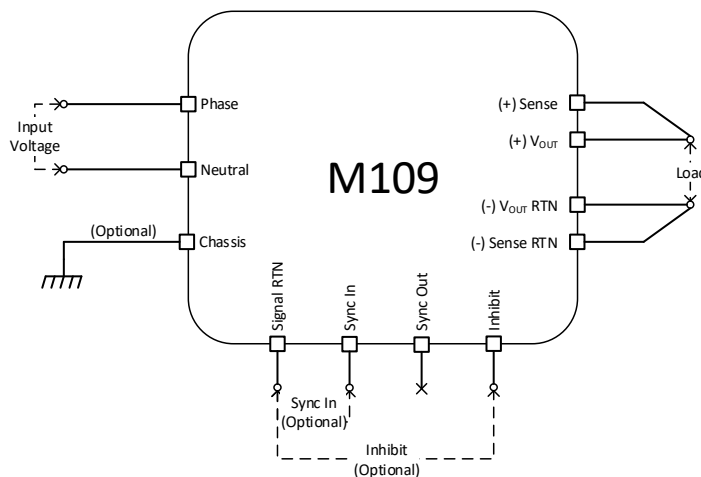 Phase
(+) Sense
Input
Voltage
(+) VOUT
Load
Neutral
M109
(-) VOUT RTN
(Optional)
Chassis
(-) Sense RTN
Signal RTN
Sync In
Sync Out
Inhibit
Sync In
(Optional)
Inhibit
(Optional)